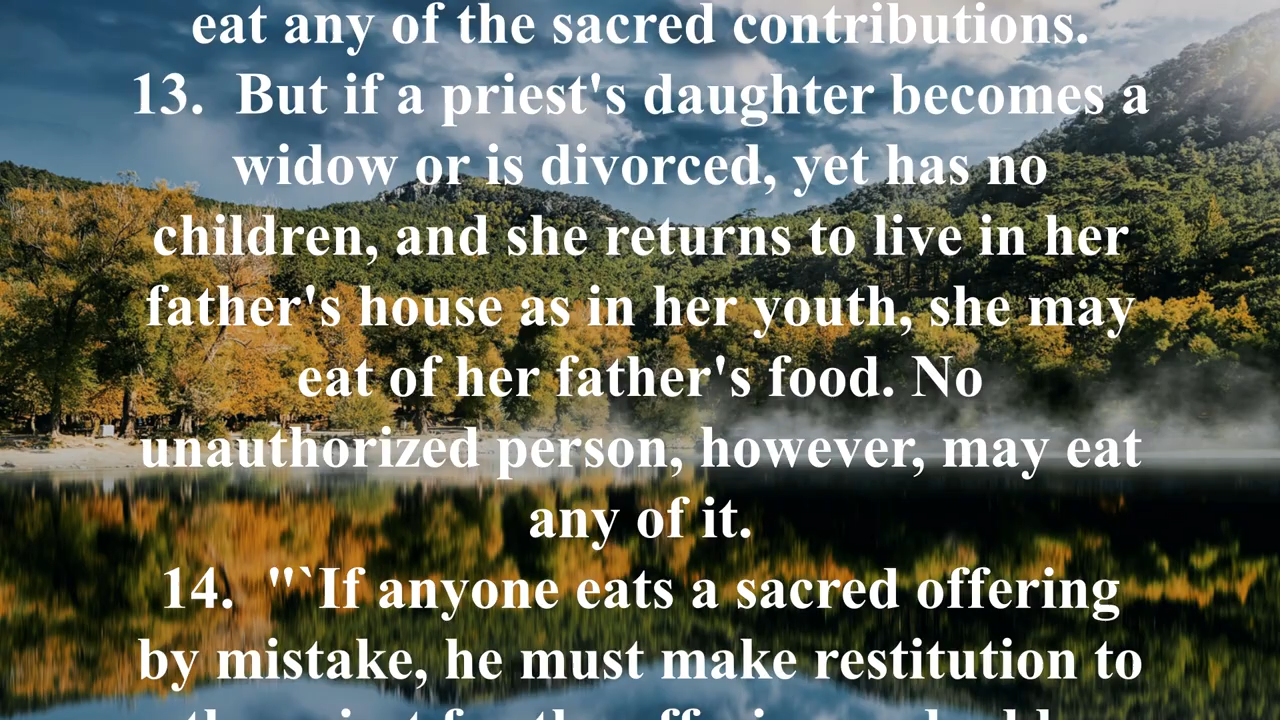 eat any of the sacred contributions.
13.  But if a priest's daughter becomes a
widow or is divorced, yet has no
children, and she returns to live in her
father's house as in her youth, she may
eat of her father's food. No
unauthorized person, however, may eat
any of it.
14.  "`If anyone eats a sacred offering
by mistake, he must make restitution to